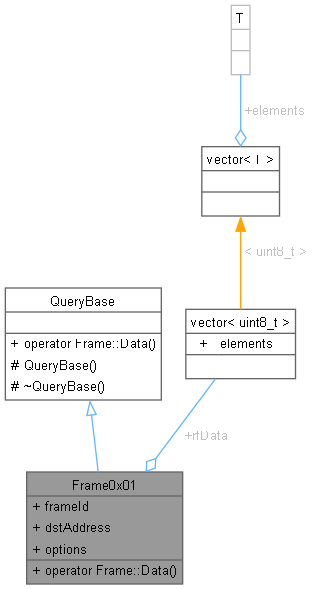 T
+elements
vector< T >
< uint8_t >
QueryBase
+ operator Frame::Data()
# QueryBase()
# ~QueryBase()
vector< uint8_t >
+ elements
+rfData
Frame0x01
+ frameId
+ dstAddress
+ options
+ operator Frame::Data()